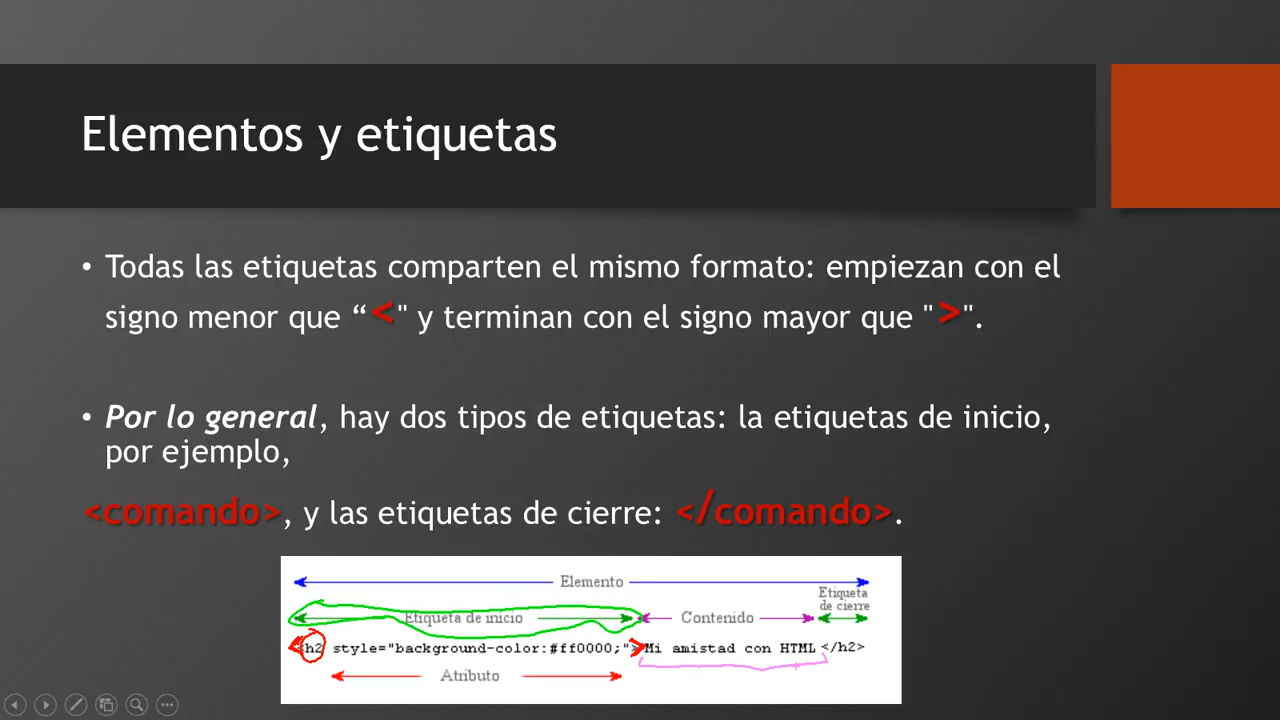 Elementos y etiquetas
• Todas las etiquetas comparten el mismo formato: empiezan con el
signo menor que “<" y terminan con el signo mayor que ">".
• Por lo general, hay dos tipos de etiquetas: la etiquetas de inicio,
por ejemplo,
<comando>, y las etiquetas de cierre: </comando>.
Elemento
Etiqueta
de cierre
Etiqueta de inicio
Contenido
<h2 style="background-color:#ff0000;">Mi amistad con HTML </h2>
Atributo